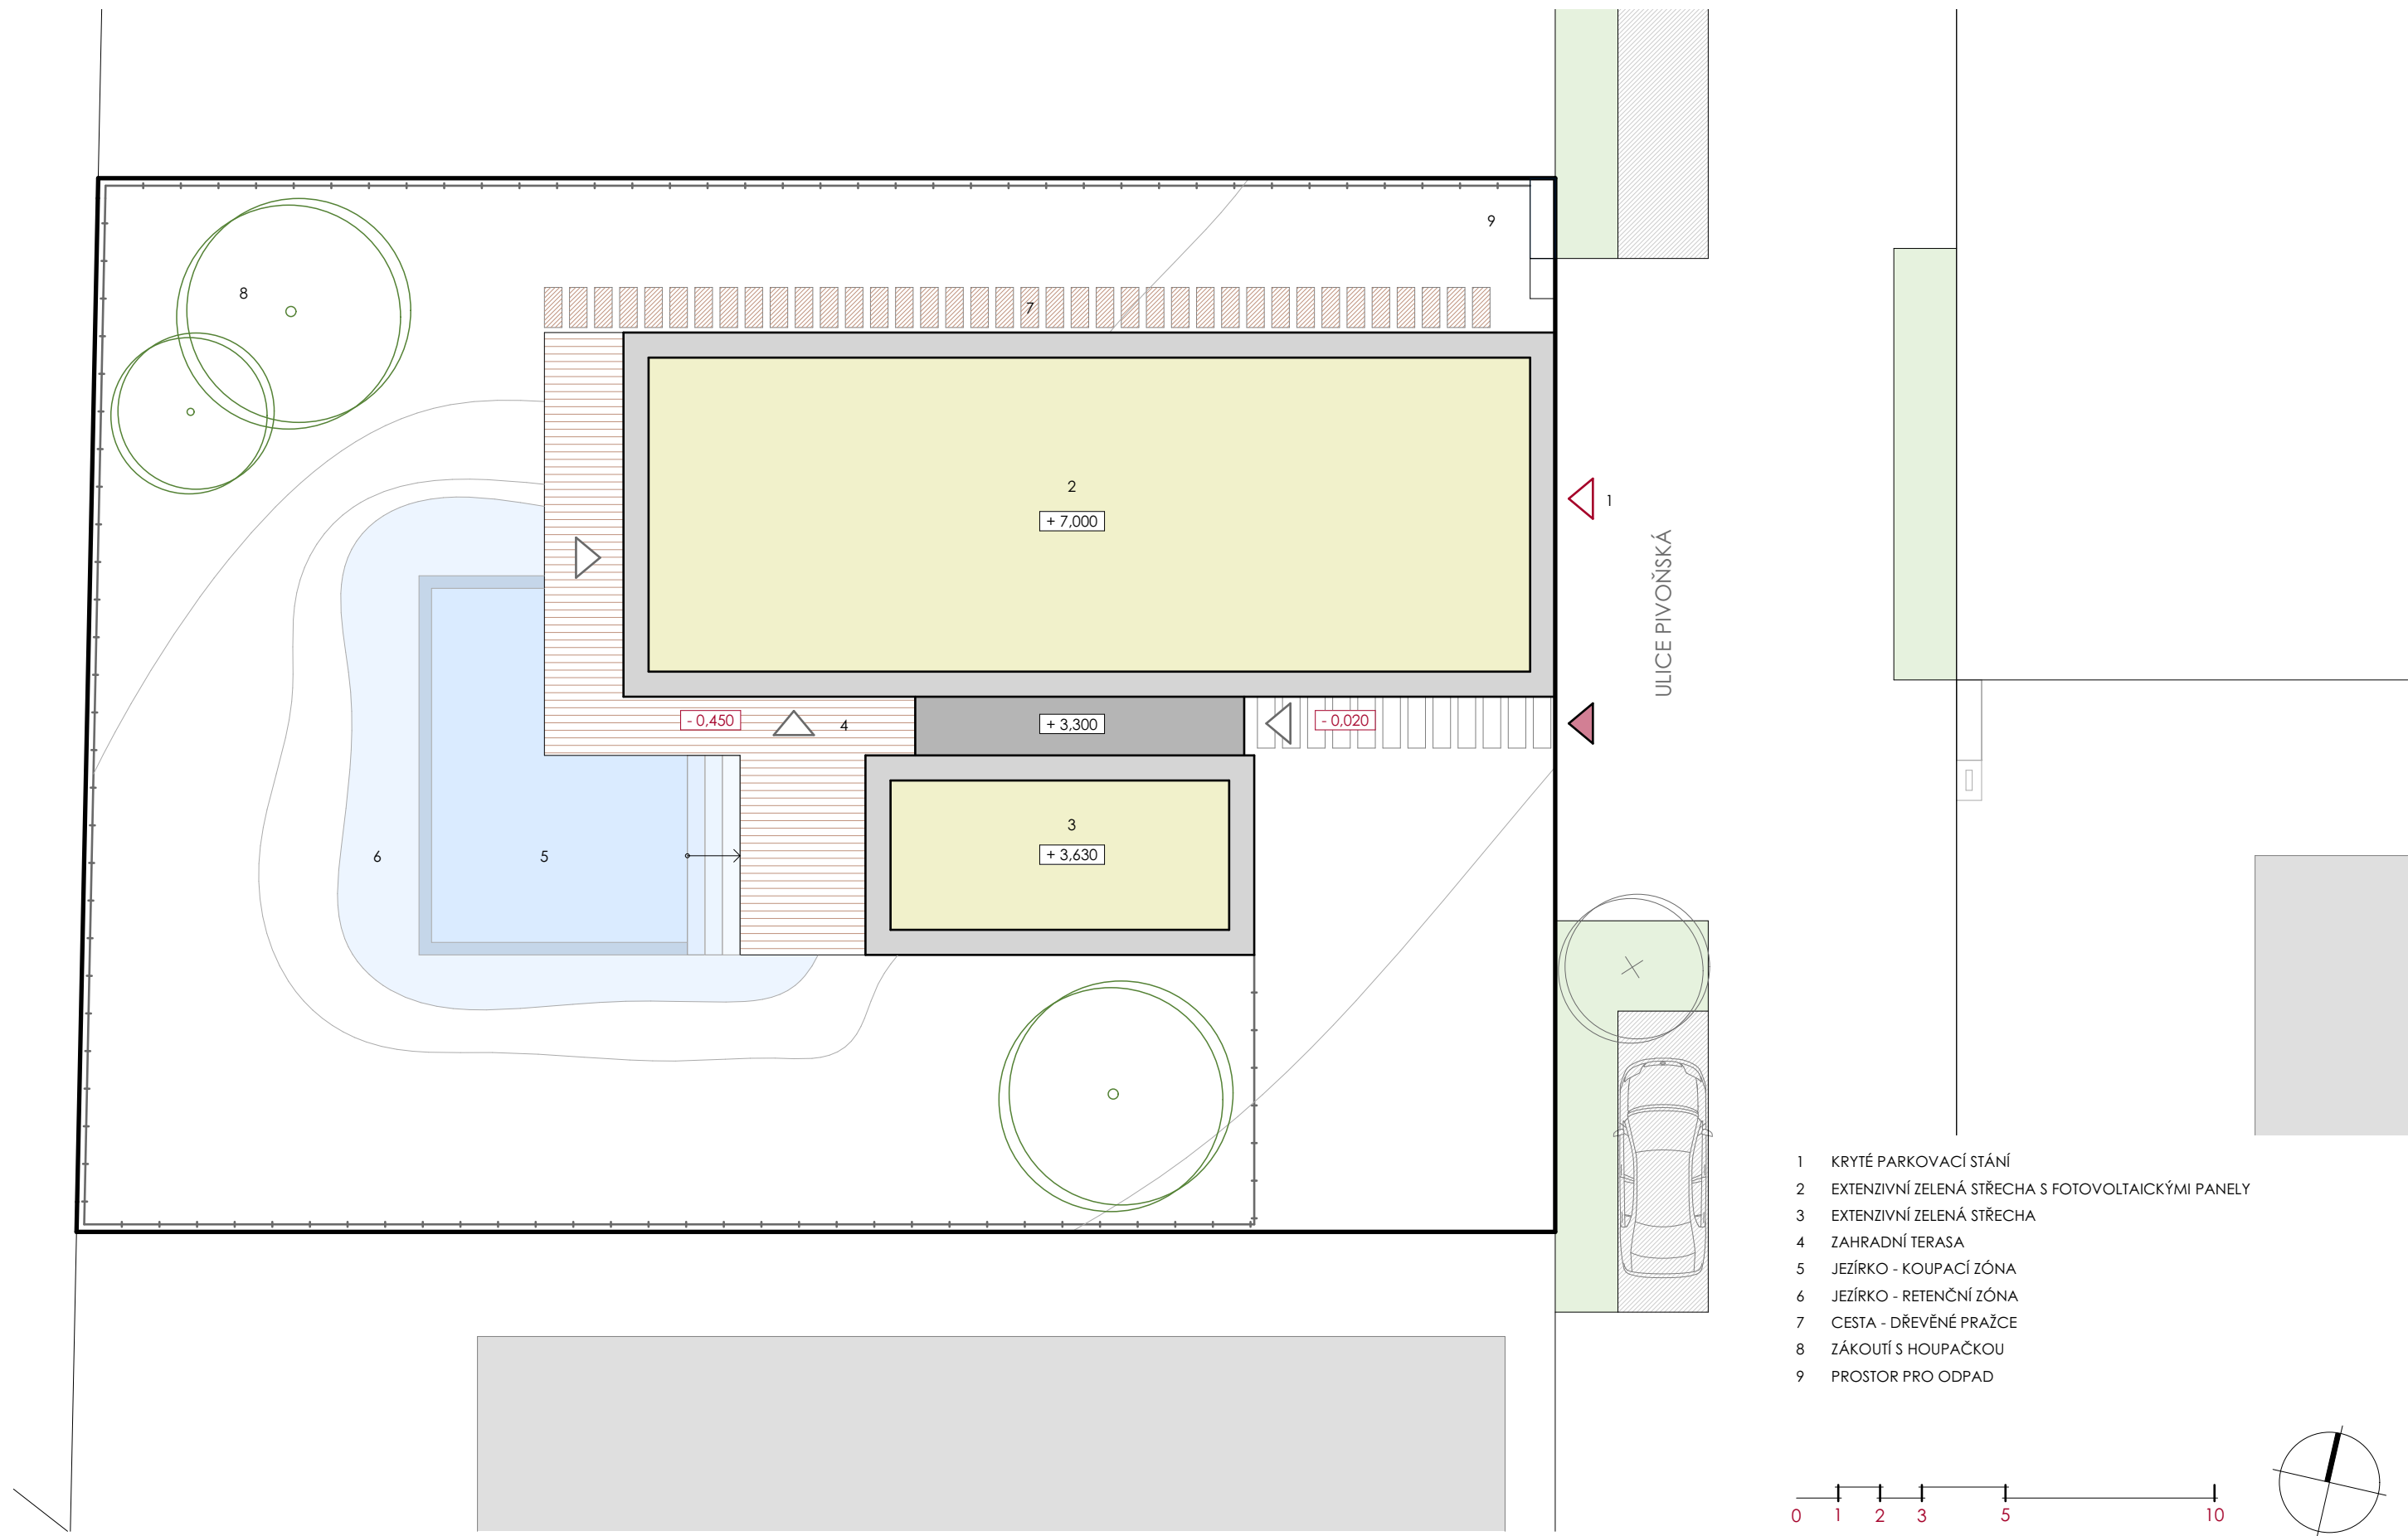 9
8
7
2
+ 7,000
1
ULICE PIVOŇSKÁ
- 0,450
4
+ 3,300
- 0,020
3
+ 3,630
6
5
1 KRYTÉ PARKOVACÍ STÁNÍ
2 EXTENZIVNÍ ZELENÁ STŘECHA S FOTOVOLTAICKÝMI PANELY
3 EXTENZIVNÍ ZELENÁ STŘECHA
4 ZAHRADNÍ TERASA
5 JEZÍRKO - KOUPACÍ ZÓNA
6 JEZÍRKO - RETENČNÍ ZÓNA
7 CESTA - DŘEVĚNÉ PRAŽCE
8 ZÁKOUTÍ S HOUPAČKOU
9 PROSTOR PRO ODPAD
0 1 2 3 5 10